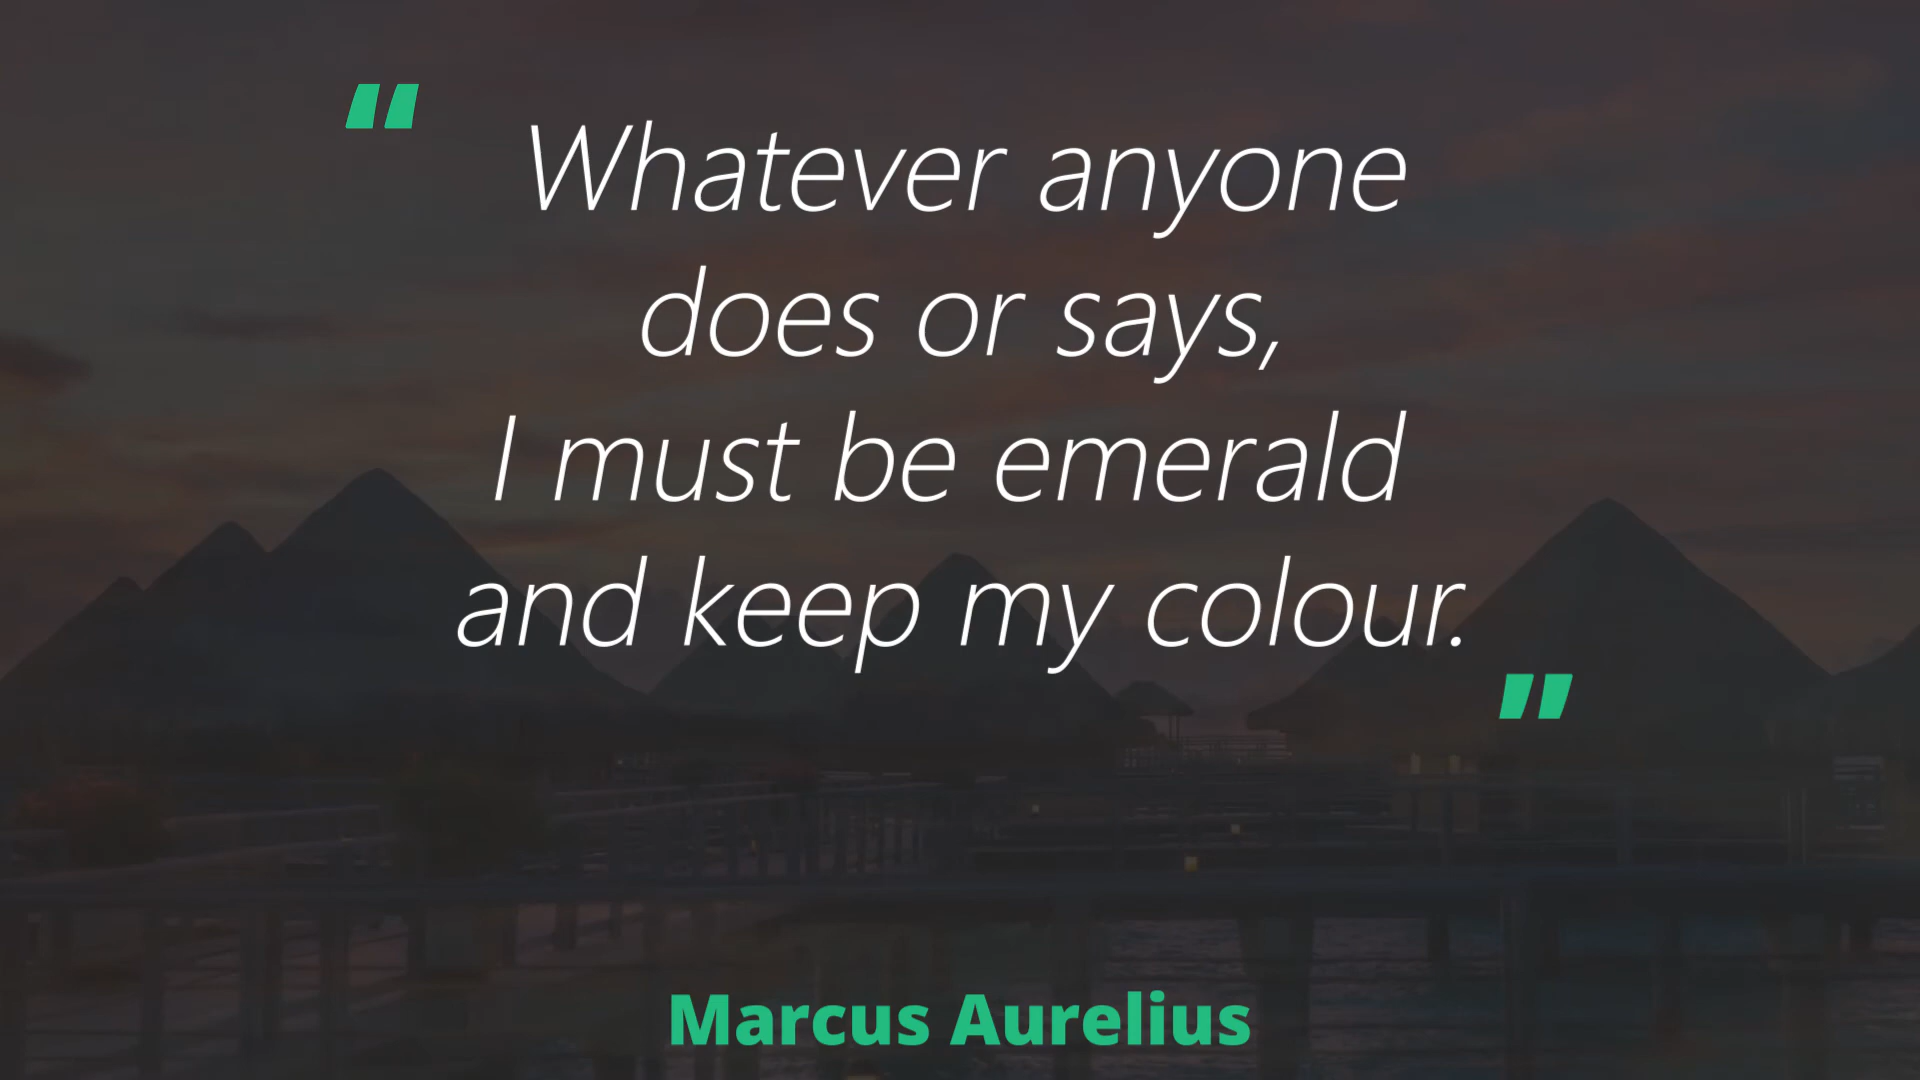 “
Whatever anyone
does or says,
I must be emerald
and keep my colour.
”
Marcus Aurelius